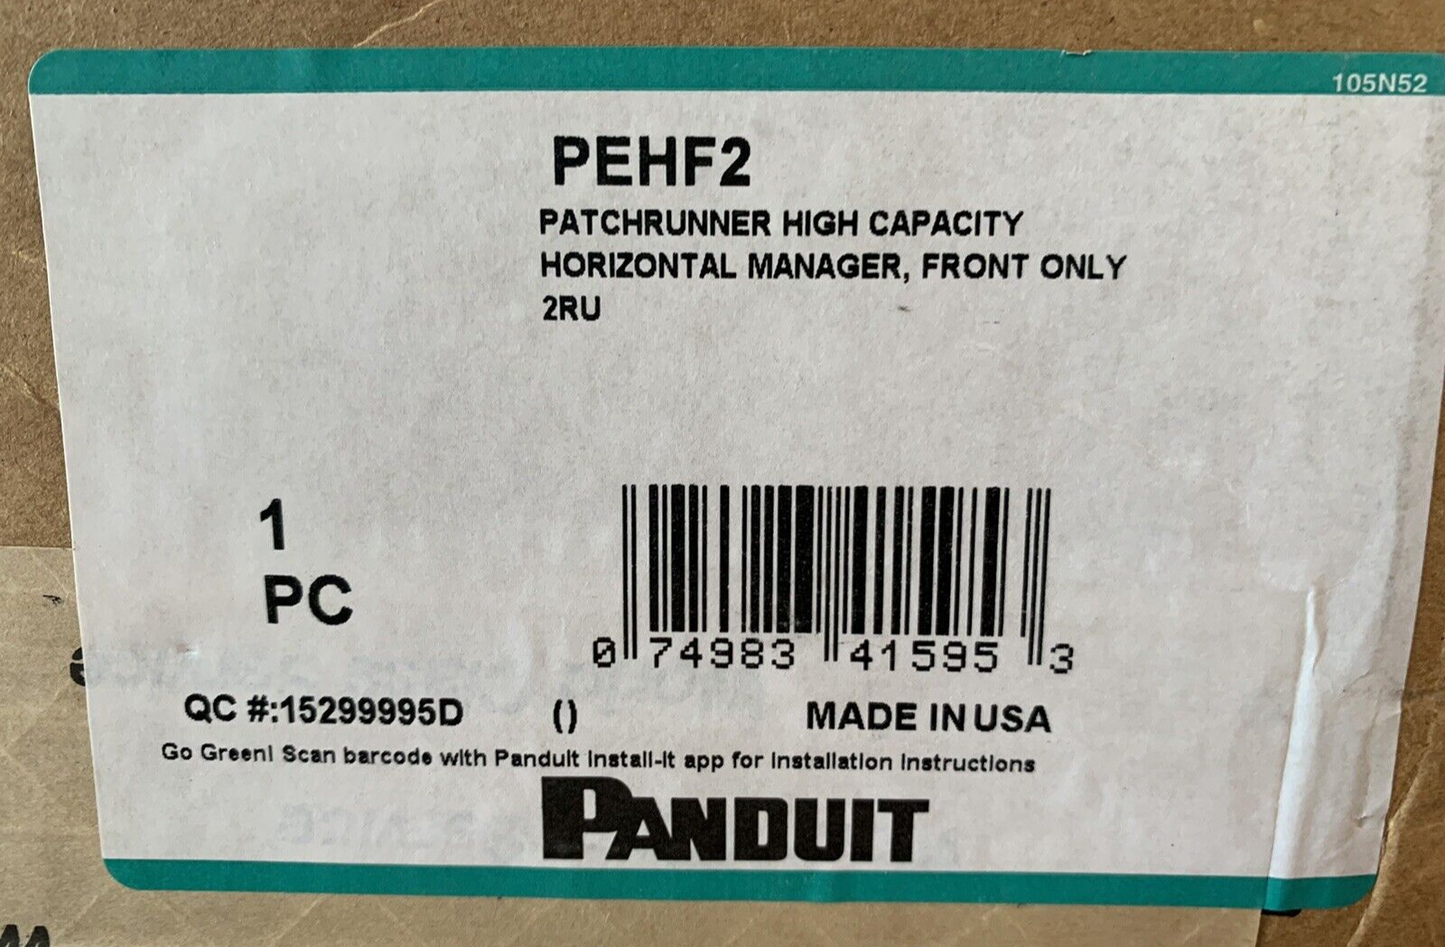 105N52
PEHF2
PATCHRUNNER HIGH CAPACITY
HORIZONTAL MANAGER, FRONT ONLY
2RU
1
PC
0 74983 41595 3
QC #:15299995D () MADE IN USA
Go Green! Scan barcode with Panduit Install-It app for Installation Instructions
PANDUIT